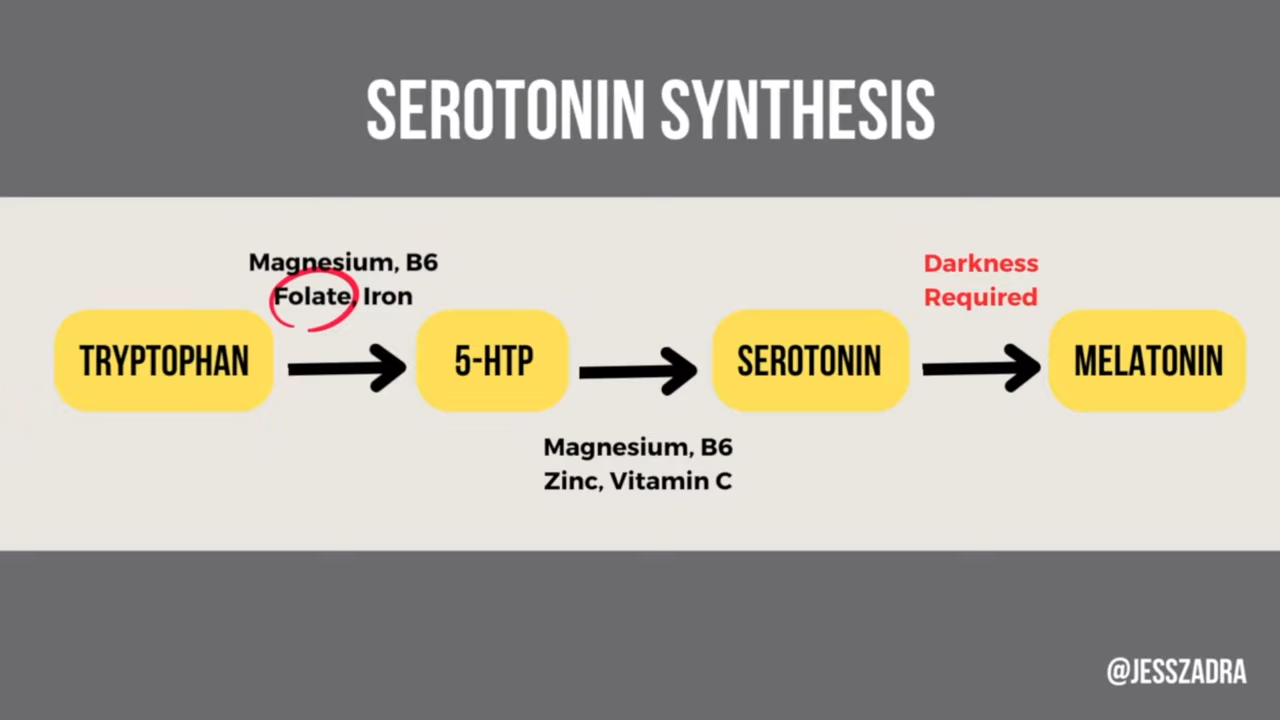 SEROTONIN SYNTHESIS
Magnesium, B6
Folate, Iron
Darkness
Required
TRYPTOPHAN
5-HTP
SEROTONIN
MELATONIN
Magnesium, B6
Zinc, Vitamin C
@JESSZADRA